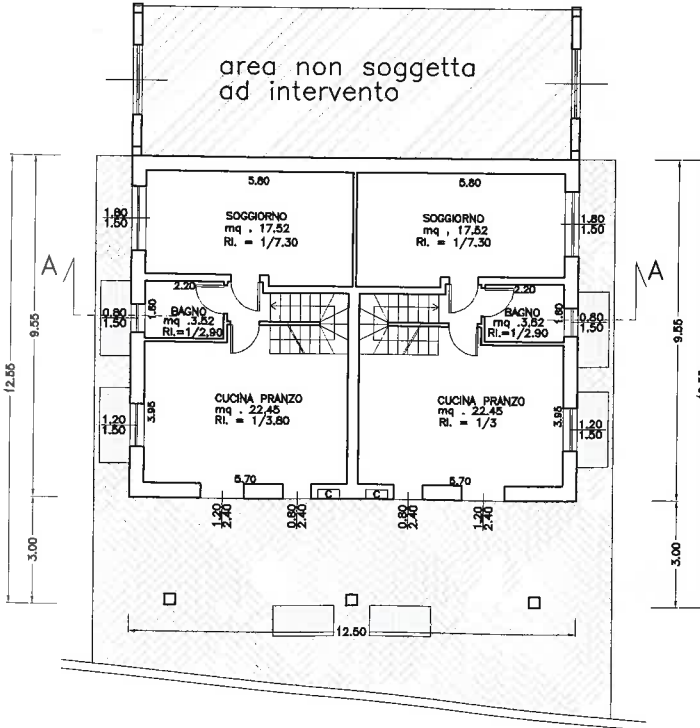 area non soggetta
ad intervento
5.80
5.80
1.80
1.50
SOGGIORNO
mq . 17.52
RI. = 1/7.30
SOGGIORNO
mq . 17.52
RI. = 1/7.30
1.80
1.50
A
A
2.20
2.20
0.80
1.50
1.60
BAGNO
mq .3.52
RI.=1/2.90
BAGNO
mq .3.52
RI.=1/2.90
1.60
0.80
1.50
9.55
12.55
9.55
CUCINA PRANZO
mq . 22.45
RI. = 1/3.80
CUCINA PRANZO
mq . 22.45
RI. = 1/3
1.20
1.50
3.95
3.95
1.20
1.50
5.70
5.70
C
C
1.20
2.40
0.80
2.40
0.80
2.40
1.20
2.40
3.00
3.00
12.50